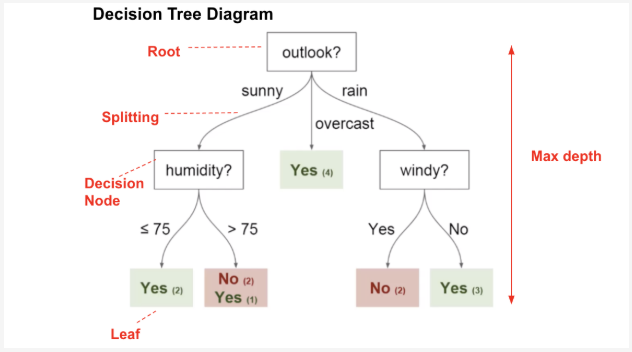 Decision Tree Diagram
Root
outlook?
sunny
rain
Splitting
overcast
Max depth
Decision
Node
humidity?
Yes (4)
windy?
≤ 75
> 75
Yes
No
Yes (2)
No (2)
Yes (1)
No (2)
Yes (3)
Leaf